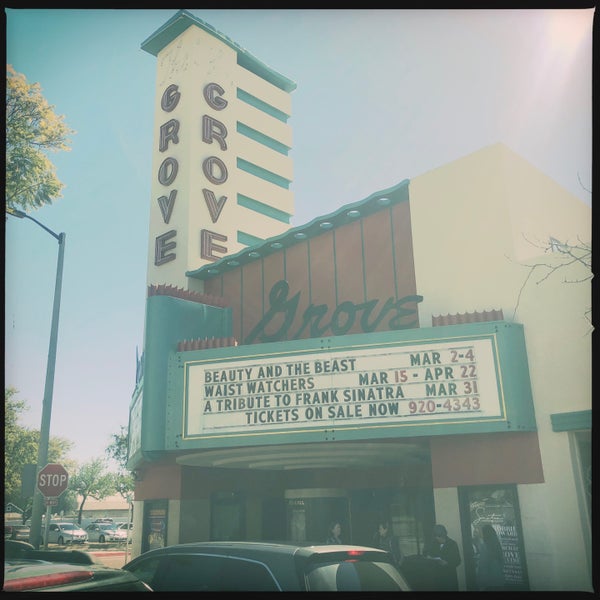 GROVE
GROVE
Grove
BEAUTY AND THE BEAST MAR 2-4
WAIST WATCHERS MAR 15 - APR 22
A TRIBUTE TO FRANK SINATRA MAR 31
TICKETS ON SALE NOW 920-4343
STOP